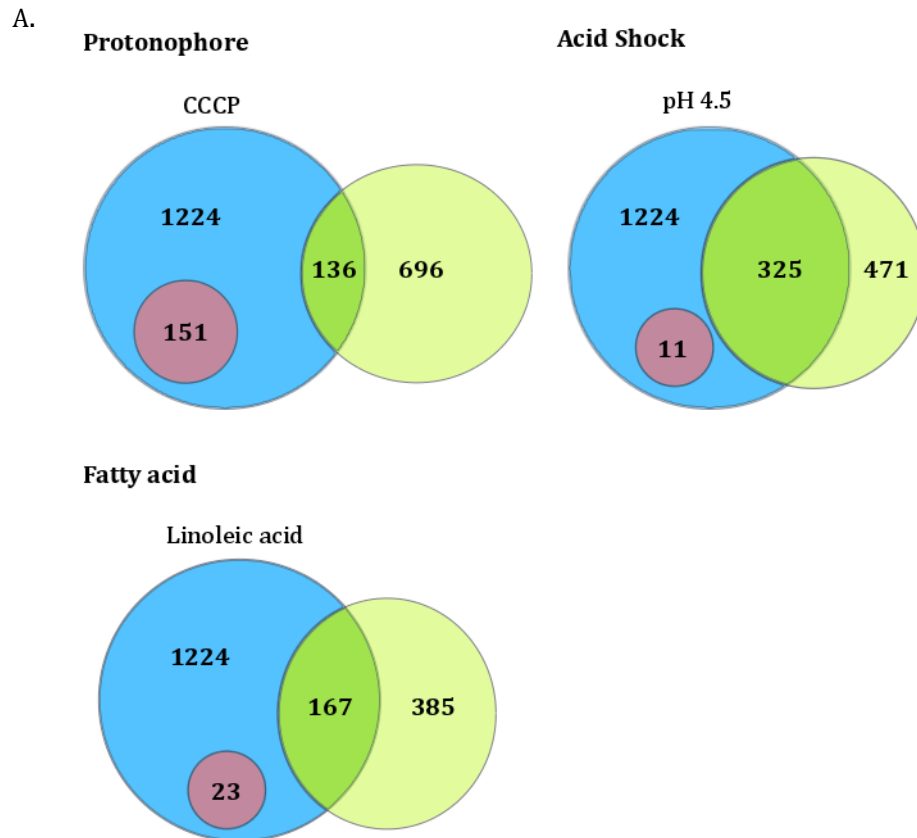 A.
Protonophore
CCCP
1224
136
696
151
Acid Shock
pH 4.5
1224
325
471
11
Fatty acid
Linoleic acid
1224
167
385
23